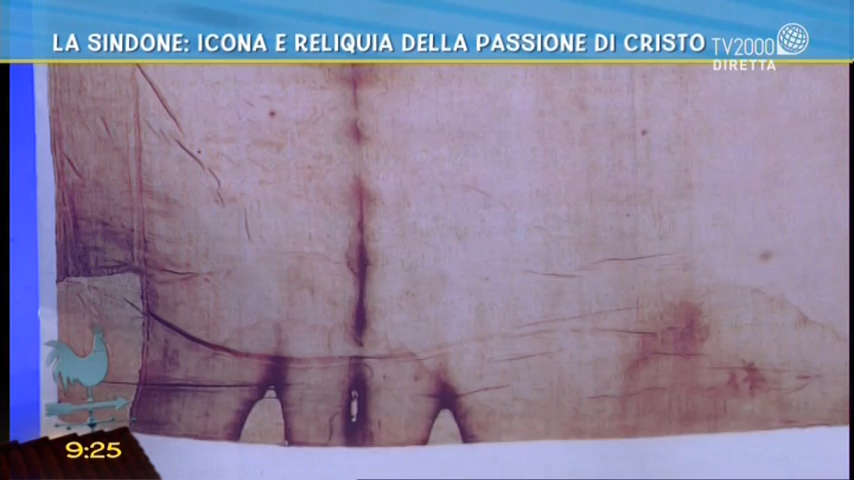 LA SINDONE: ICONA E RELIQUIA DELLA PASSIONE DI CRISTO
TV2000
DIRETTA
9:25